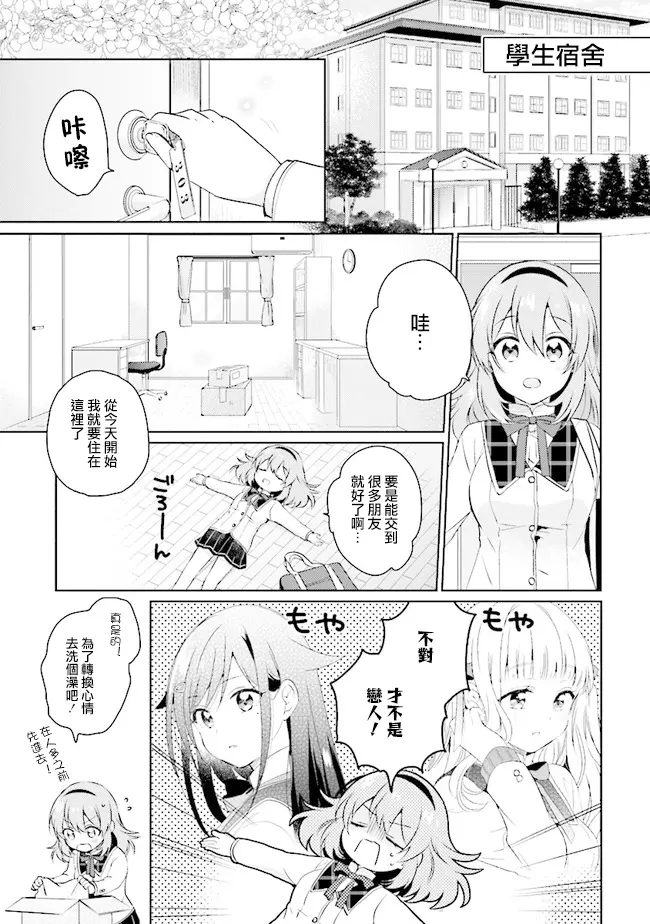 學生宿舍
咔嚓
303
哇…
從今天開始
我就要住在
這裡了
要是能交到
很多朋友
就好了啊…
ごろーん
もや
もや
不對
才不是
戀人!
真是的!
為了轉換心情
去洗個澡吧!
在人多之前
先進去!